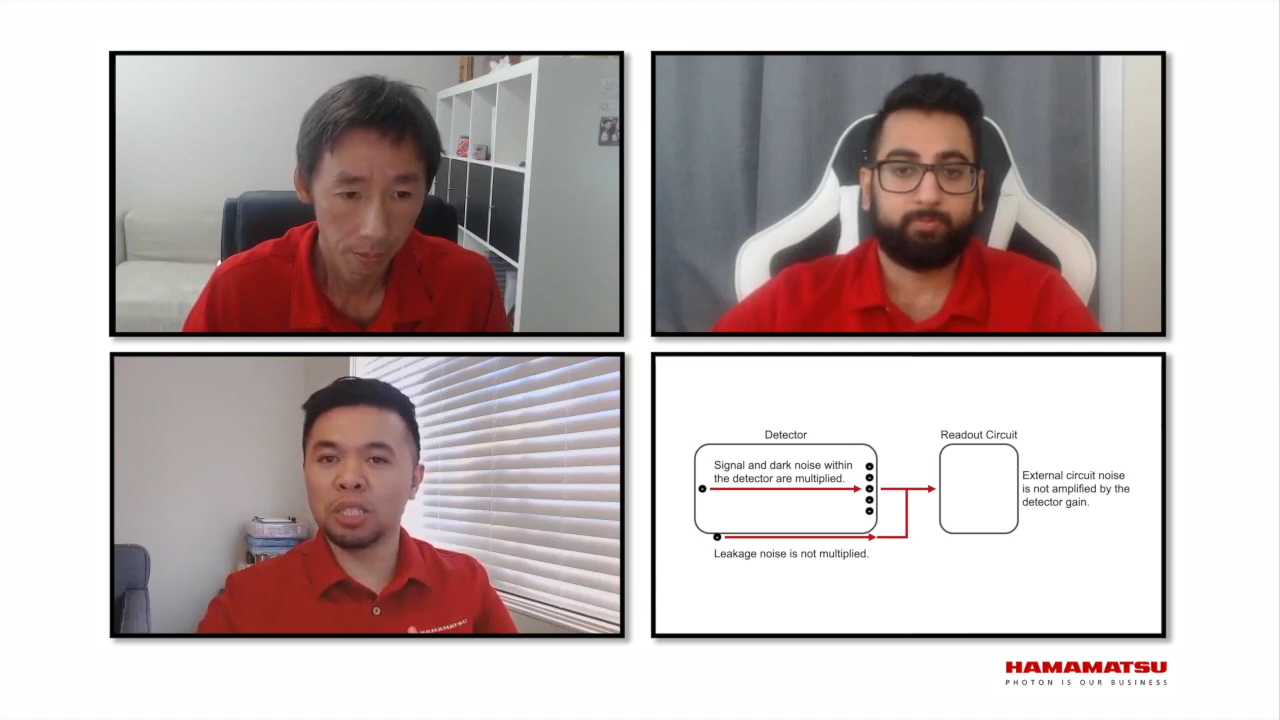 HAMAMATSU
Detector
Readout Circuit
Signal and dark noise within
the detector are multiplied.
External circuit noise
is not amplified by the
detector gain.
Leakage noise is not multiplied.
HAMAMATSU
PHOTON IS OUR BUSINESS